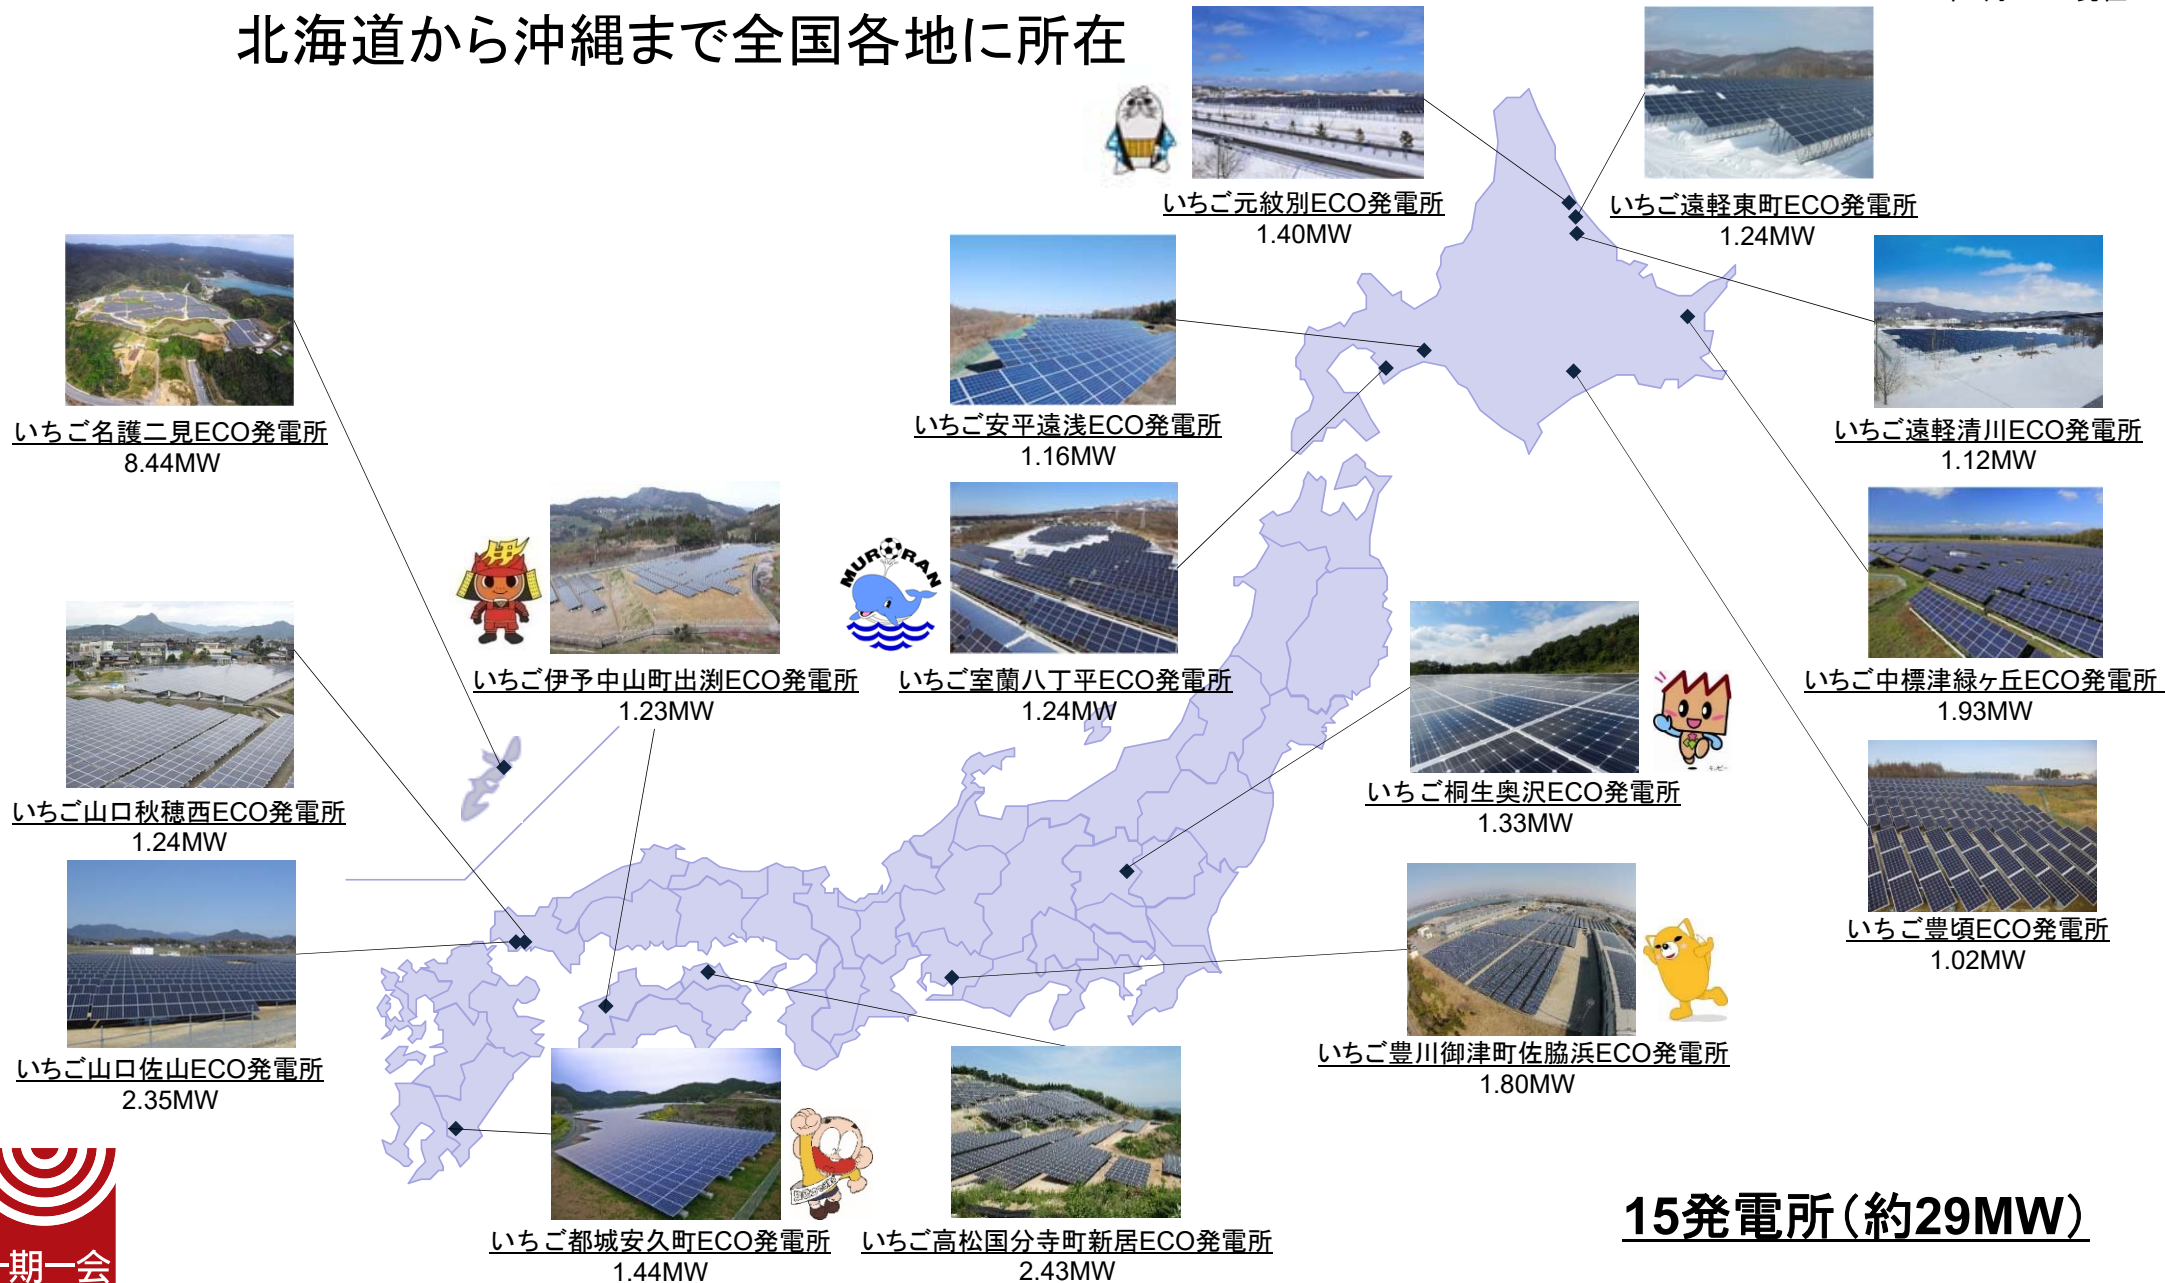 北海道から沖縄まで全国各地に所在
いちご元紋別ECO発電所
1.40MW
いちご遠軽東町ECO発電所
1.24MW
いちご名護二見ECO発電所
8.44MW
いちご安平遠浅ECO発電所
1.16MW
いちご遠軽清川ECO発電所
1.12MW
MURORAN
いちご伊予中山町出渕ECO発電所
1.23MW
いちご室蘭八丁平ECO発電所
1.24MW
いちご中標津緑ヶ丘ECO発電所
1.93MW
いちご山口秋穂西ECO発電所
1.24MW
いちご桐生奥沢ECO発電所
1.33MW
いちご豊頃ECO発電所
1.02MW
いちご山口佐山ECO発電所
2.35MW
いちご豊川御津町佐脇浜ECO発電所
1.80MW
いちご都城安久町ECO発電所
1.44MW
いちご高松国分寺町新居ECO発電所
2.43MW
15発電所（約29MW）
一期一会